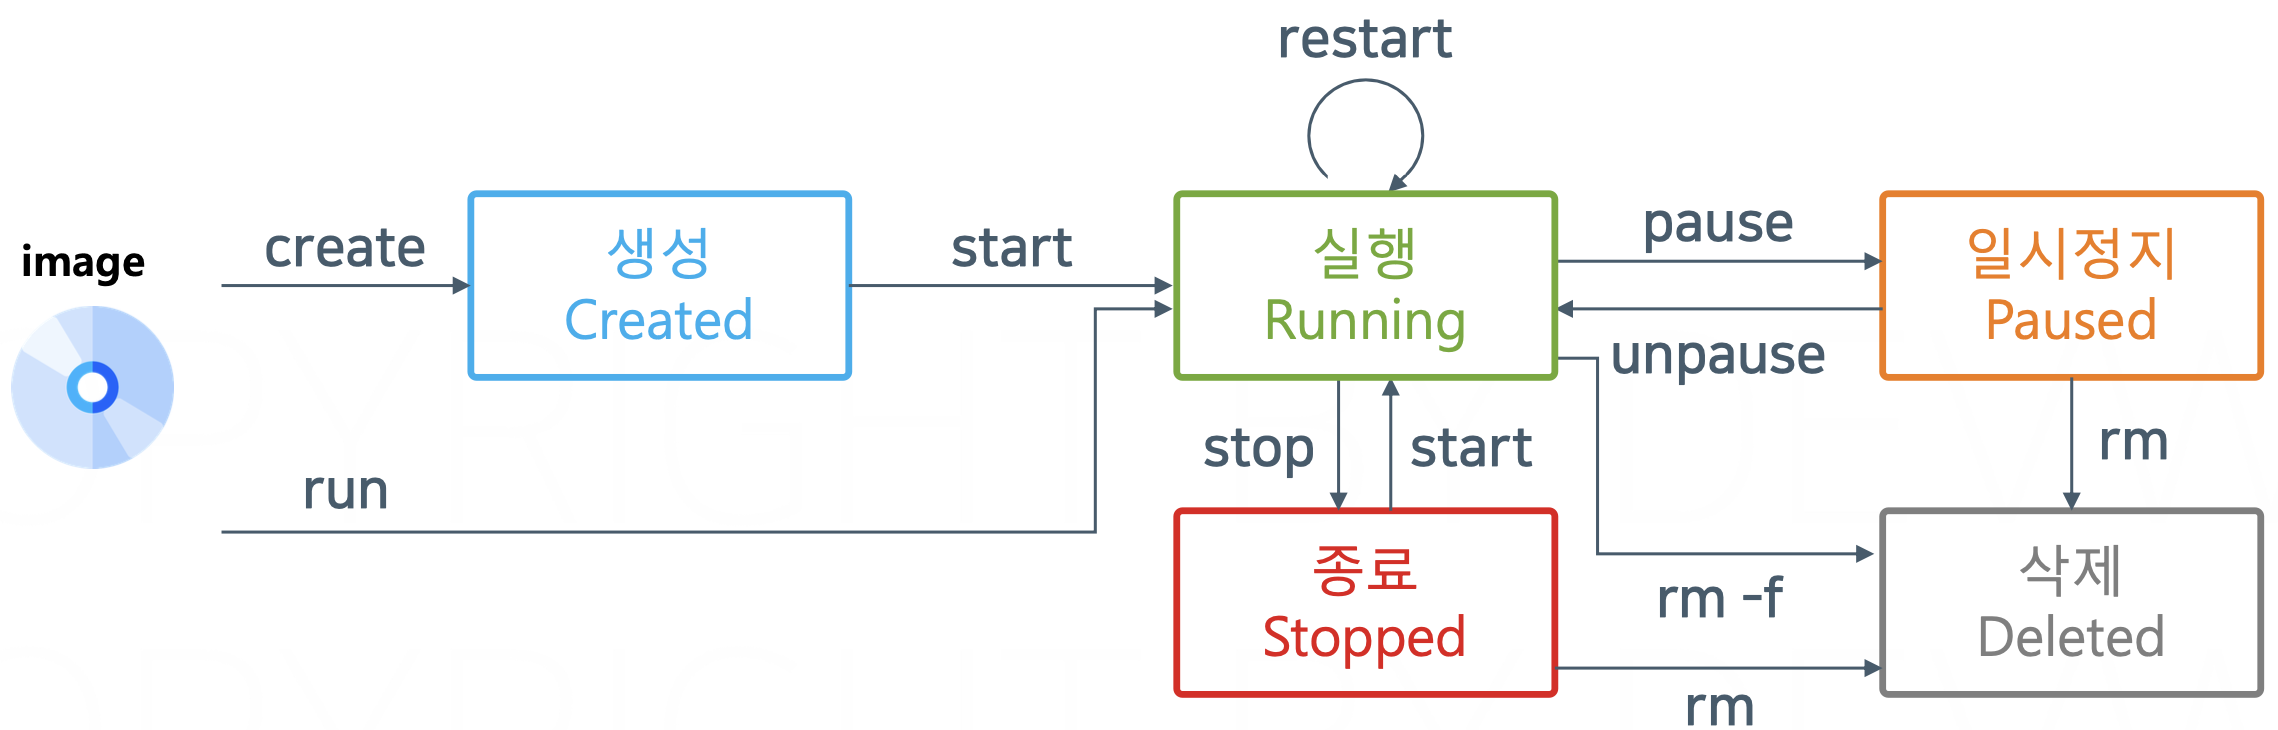 restart
image
create
생성
Created
start
실행
Running
pause
unpause
일시정지
Paused
run
stop
start
rm
종료
Stopped
rm -f
rm
삭제
Deleted